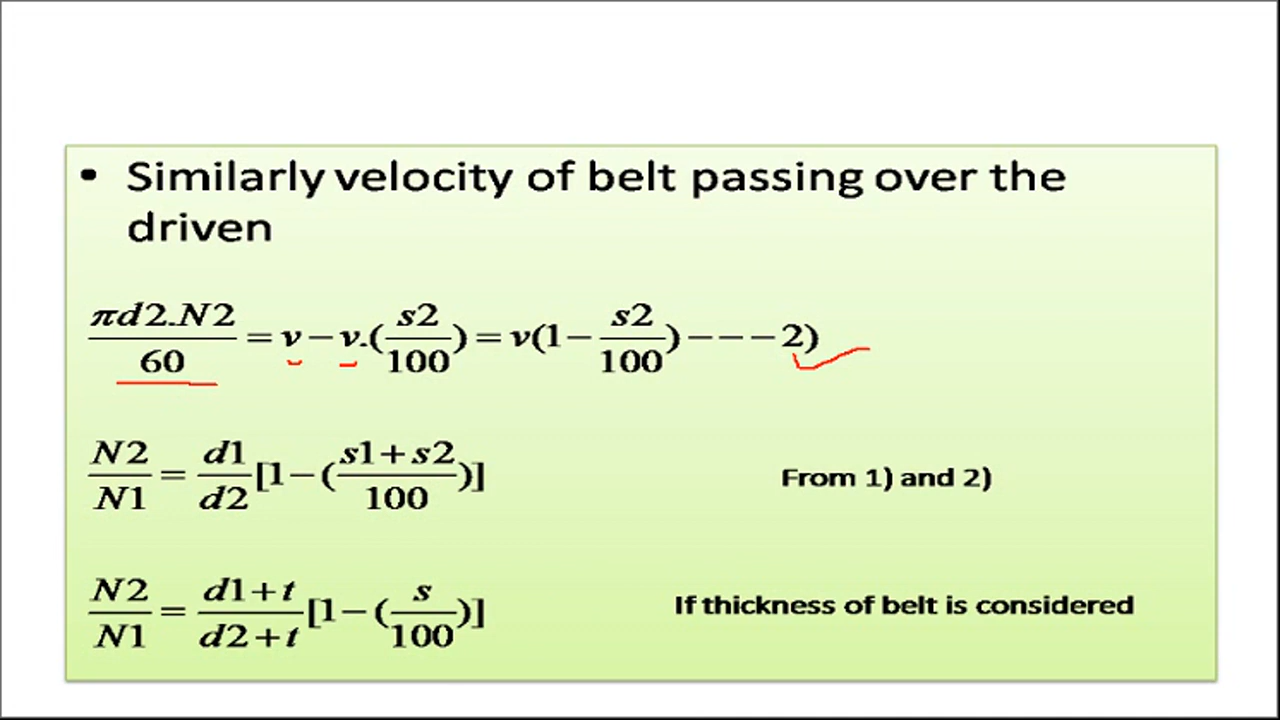 • Similarly velocity of belt passing over the
driven
πd2.N2/60 = v − v.(s2/100) = v(1 − s2/100) − − − 2)
N2/N1 = d1/d2 [1 − (s1 + s2/100)] From 1) and 2)
N2/N1 = d1 + t/d2 + t [1 − (s/100)] If thickness of belt is considered